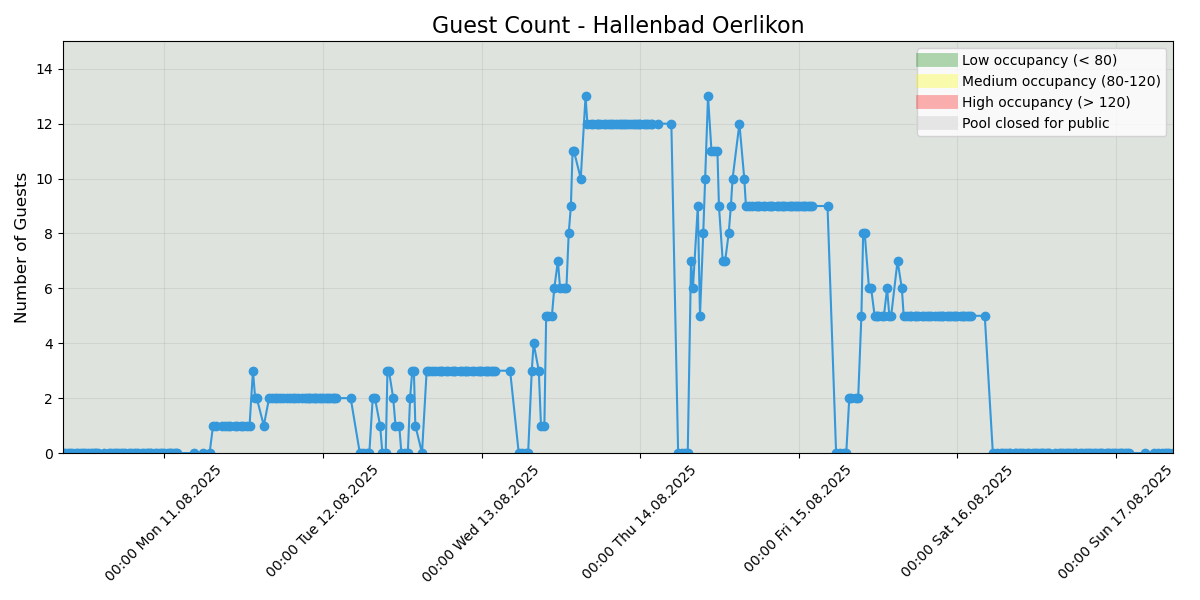 Guest Count - Hallenbad Oerlikon
Low occupancy (< 80)
Medium occupancy (80-120)
High occupancy (> 120)
Pool closed for public
Number of Guests
14
12
10
8
6
4
2
0
00:00 Mon 11.08.2025
00:00 Tue 12.08.2025
00:00 Wed 13.08.2025
00:00 Thu 14.08.2025
00:00 Fri 15.08.2025
00:00 Sat 16.08.2025
00:00 Sun 17.08.2025